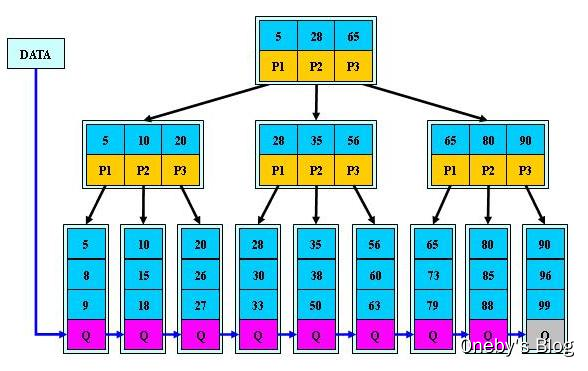 5 28 65
DATA
P1 P2 P3
5 10 20 28 35 56 65 80 90
P1 P2 P3 P1 P2 P3 P1 P2 P3
5 10 20 28 35 56 65 80 90
8 15 26 30 38 60 73 85 96
9 18 27 33 50 63 79 88 99
Q Q Q Q Q Q Q Q Q
Oneby's Blog